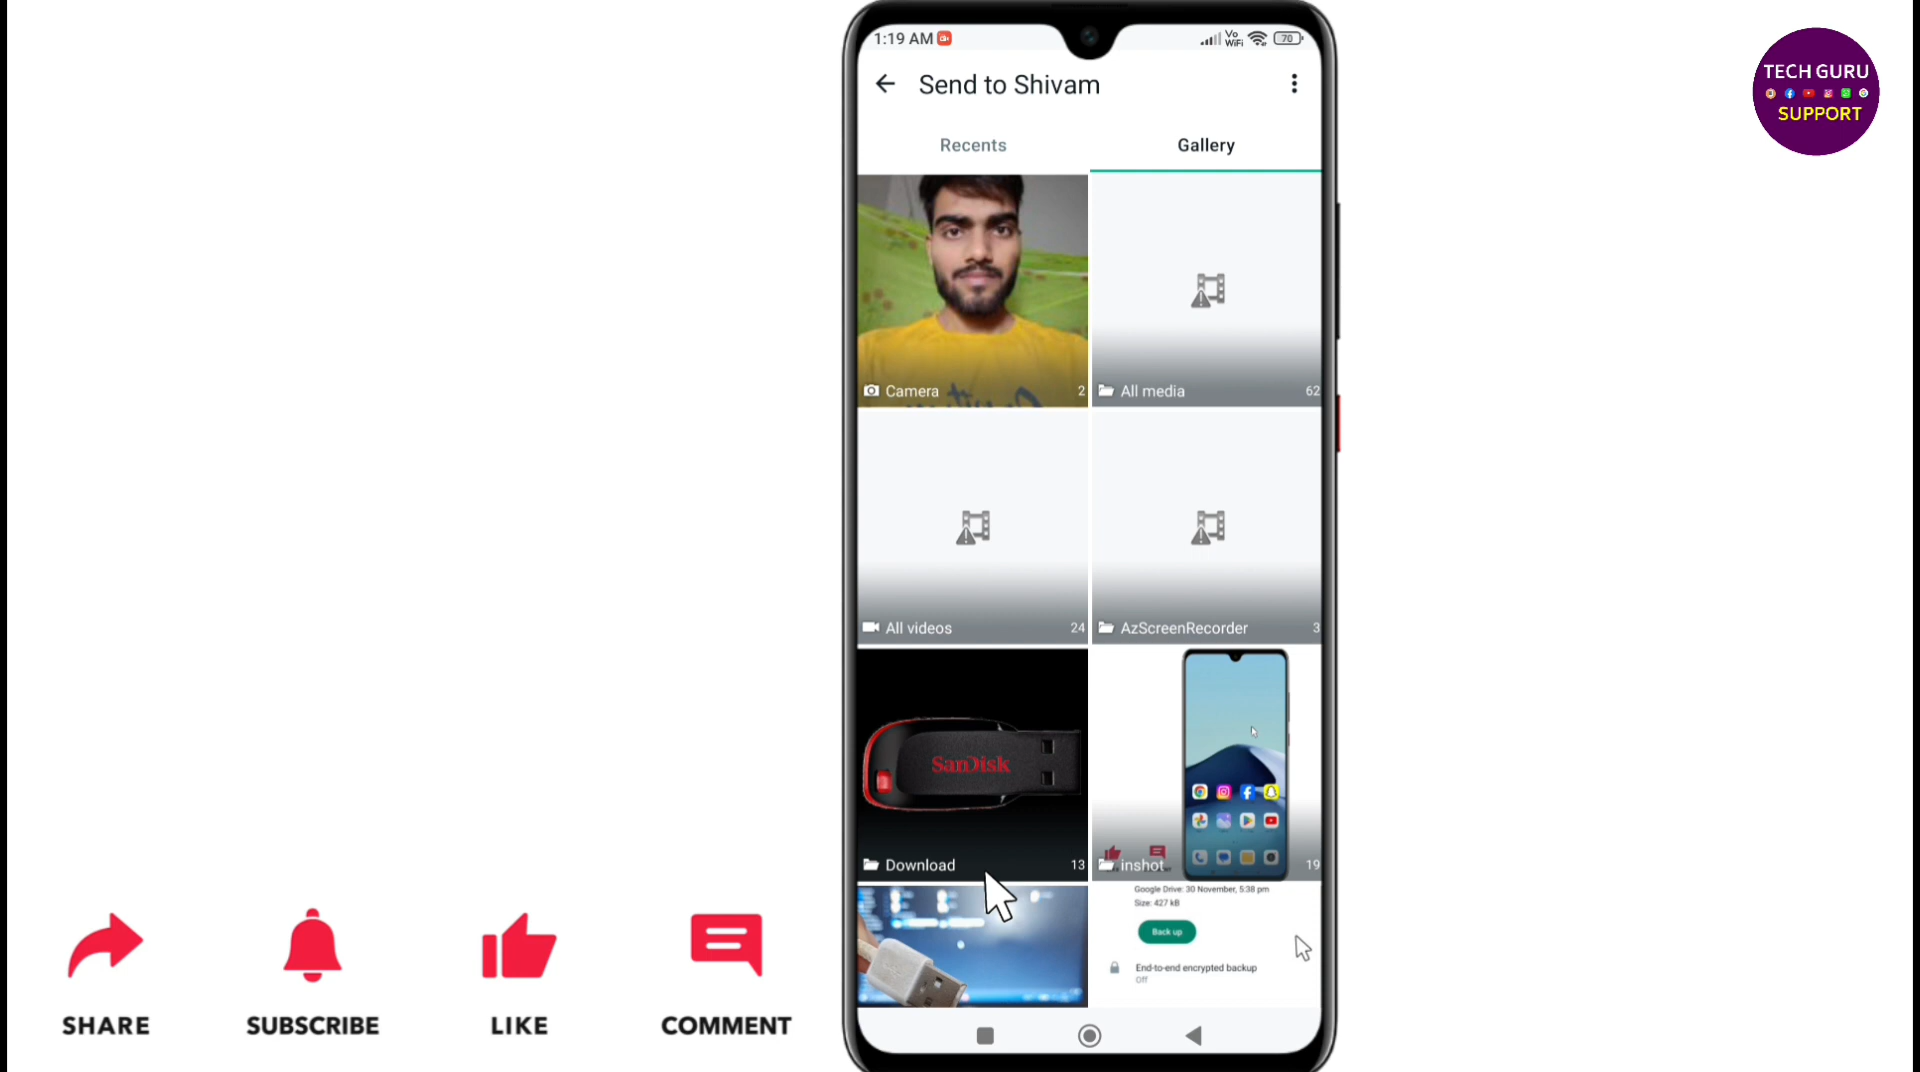 1:19 AM
Vo
WiFi
70
Send to Shivam
Recents
Gallery
Camera
2
All media
62
All videos
24
AzScreenRecorder
3
SanDisk
Download
13
inshot
19
Google Drive: 30 November, 5:38 pm
Size: 427 kB
Back up
End-to-end encrypted backup
Off
TECH GURU
SUPPORT
SHARE
SUBSCRIBE
LIKE
COMMENT